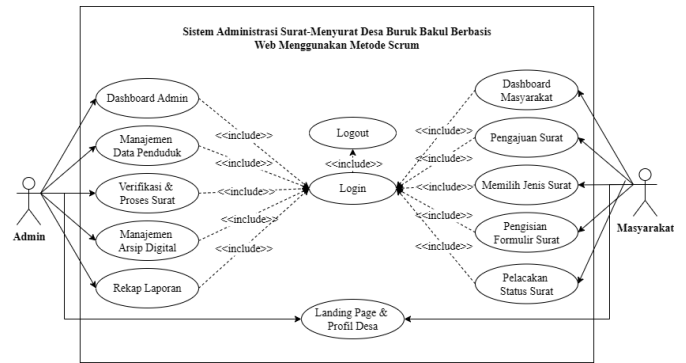 Sistem Administrasi Surat-Menyurat Desa Buruk Bakul Berbasis
Web Menggunakan Metode Scrum
Dashboard Admin
Manajemen
Data Penduduk
Verifikasi &
Proses Surat
Manajemen
Arsip Digital
Rekap Laporan
Admin
<<include>>
<<include>>
<<include>>
<<include>>
<<include>>
Logout
<<include>>
Login
Landing Page &
Profil Desa
<<include>>
<<include>>
<<include>>
<<include>>
<<include>>
Dashboard
Masyarakat
Pengajuan Surat
Memilih Jenis Surat
Pengisian
Formulir Surat
Pelacakan
Status Surat
Masyarakat